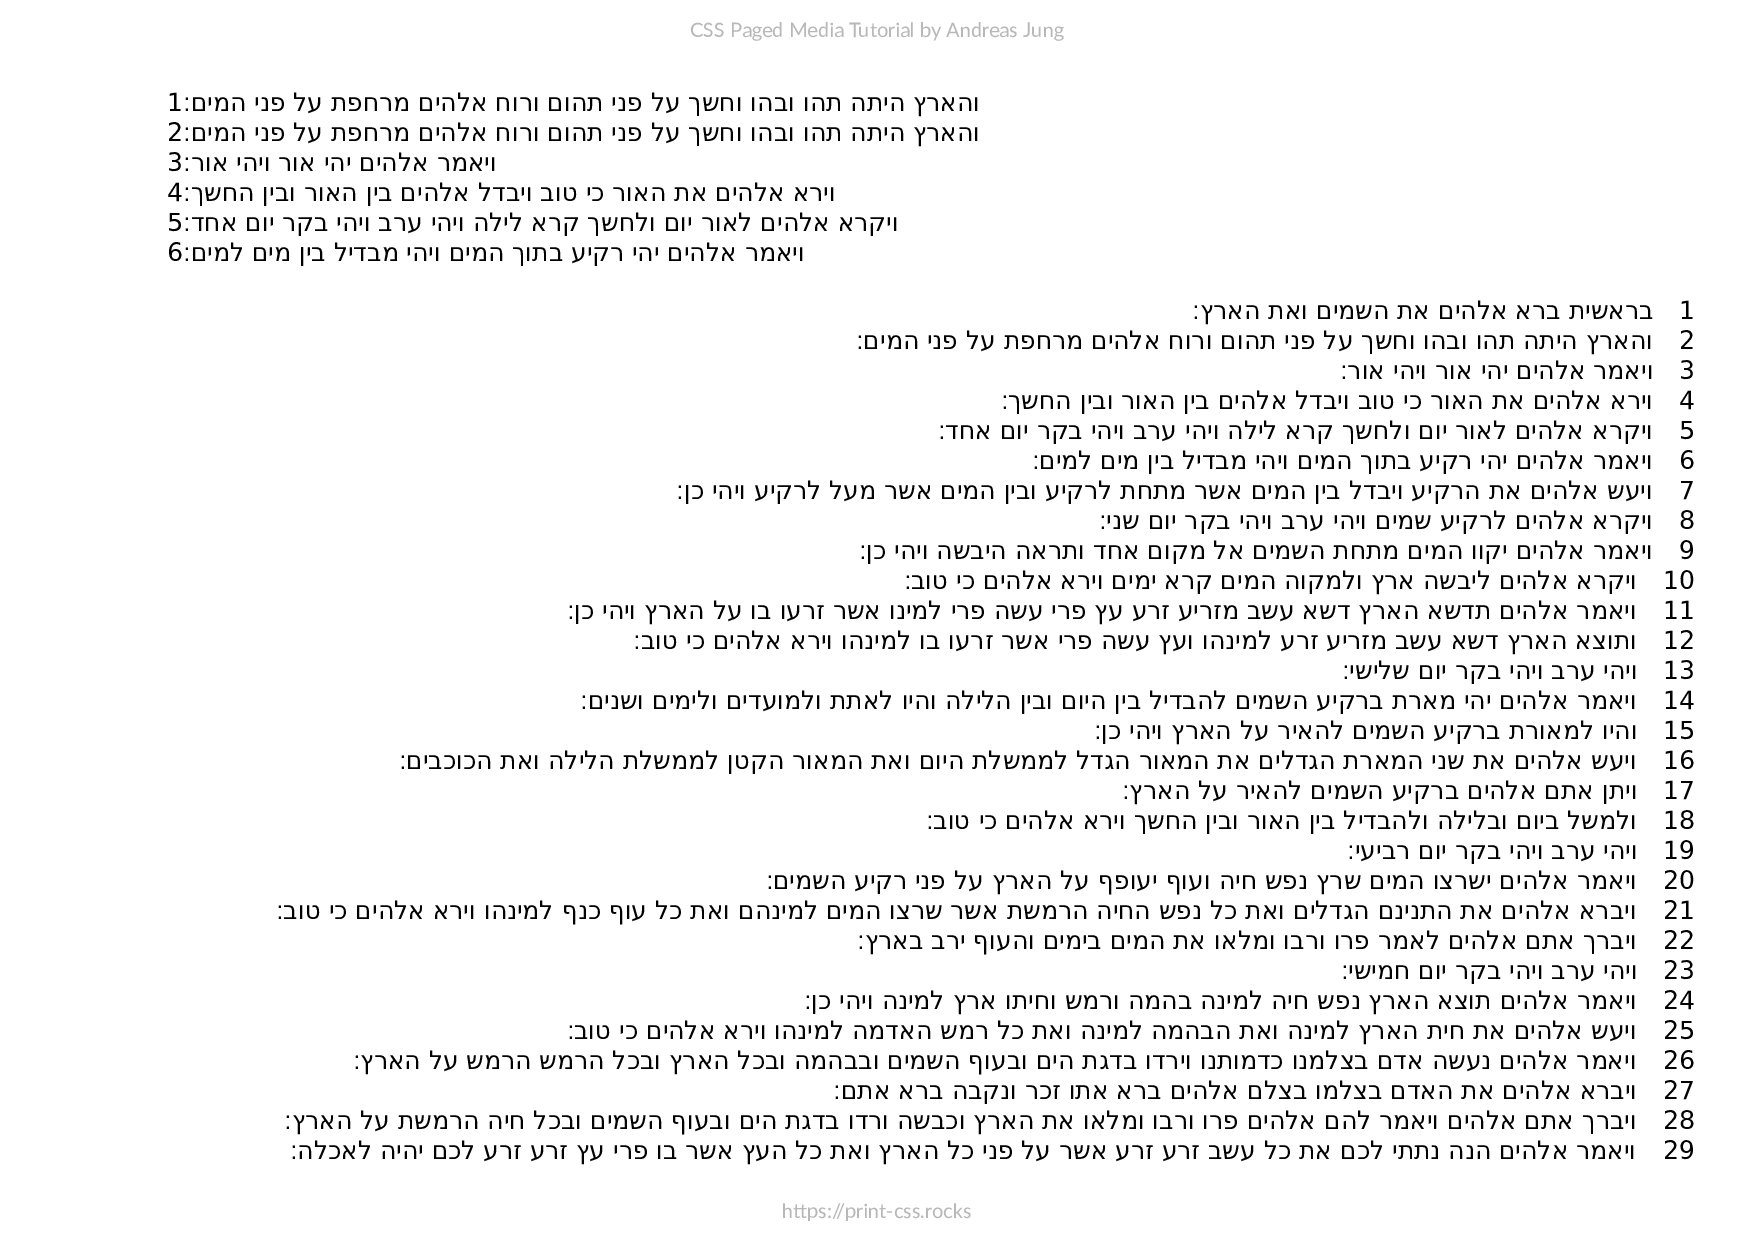 CSS Paged Media Tutorial by Andreas Jung
והארץ היתה תהו ובהו וחשך על פני תהום ורוח אלהים מרחפת על פני המים:1
והארץ היתה תהו ובהו וחשך על פני תהום ורוח אלהים מרחפת על פני המים:2
ויאמר אלהים יהי אור ויהי אור:3
וירא אלהים את האור כי טוב ויבדל אלהים בין האור ובין החשך:4
ויקרא אלהים לאור יום ולחשך קרא לילה ויהי ערב ויהי בקר יום אחד:5
ויאמר אלהים יהי רקיע בתוך המים ויהי מבדיל בין מים למים:6
1 בראשית ברא אלהים את השמים ואת הארץ:
2 והארץ היתה תהו ובהו וחשך על פני תהום ורוח אלהים מרחפת על פני המים:
3 ויאמר אלהים יהי אור ויהי אור:
4 וירא אלהים את האור כי טוב ויבדל אלהים בין האור ובין החשך:
5 ויקרא אלהים לאור יום ולחשך קרא לילה ויהי ערב ויהי בקר יום אחד:
6 ויאמר אלהים יהי רקיע בתוך המים ויהי מבדיל בין מים למים:
7 ויעש אלהים את הרקיע ויבדל בין המים אשר מתחת לרקיע ובין המים אשר מעל לרקיע ויהי כן:
8 ויקרא אלהים לרקיע שמים ויהי ערב ויהי בקר יום שני:
9 ויאמר אלהים יקוו המים מתחת השמים אל מקום אחד ותראה היבשה ויהי כן:
10 ויקרא אלהים ליבשה ארץ ולמקוה המים קרא ימים וירא אלהים כי טוב:
11 ויאמר אלהים תדשא הארץ דשא עשב מזריע זרע עץ פרי עשה פרי למינו אשר זרעו בו על הארץ ויהי כן:
12 ותוצא הארץ דשא עשב מזריע זרע למינהו ועץ עשה פרי אשר זרעו בו למינהו וירא אלהים כי טוב:
13 ויהי ערב ויהי בקר יום שלישי:
14 ויאמר אלהים יהי מארת ברקיע השמים להבדיל בין היום ובין הלילה והיו לאתת ולמועדים ולימים ושנים:
15 והיו למאורת ברקיע השמים להאיר על הארץ ויהי כן:
16 ויעש אלהים את שני המארת הגדלים את המאור הגדל לממשלת היום ואת המאור הקטן לממשלת הלילה ואת הכוכבים:
17 ויתן אתם אלהים ברקיע השמים להאיר על הארץ:
18 ולמשל ביום ובלילה ולהבדיל בין האור ובין החשך וירא אלהים כי טוב:
19 ויהי ערב ויהי בקר יום רביעי:
20 ויאמר אלהים ישרצו המים שרץ נפש חיה ועוף יעופף על הארץ על פני רקיע השמים:
21 ויברא אלהים את התנינם הגדלים ואת כל נפש החיה הרמשת אשר שרצו המים למינהם ואת כל עוף כנף למינהו וירא אלהים כי טוב:
22 ויברך אתם אלהים לאמר פרו ורבו ומלאו את המים בימים והעוף ירב בארץ:
23 ויהי ערב ויהי בקר יום חמישי:
24 ויאמר אלהים תוצא הארץ נפש חיה למינה בהמה ורמש וחיתו ארץ למינה ויהי כן:
25 ויעש אלהים את חית הארץ למינה ואת הבהמה למינה ואת כל רמש האדמה למינהו וירא אלהים כי טוב:
26 ויאמר אלהים נעשה אדם בצלמנו כדמותנו וירדו בדגת הים ובעוף השמים ובבהמה ובכל הארץ ובכל הרמש הרמש על הארץ:
27 ויברא אלהים את האדם בצלמו בצלם אלהים ברא אתו זכר ונקבה ברא אתם:
28 ויברך אתם אלהים ויאמר להם אלהים פרו ורבו ומלאו את הארץ וכבשה ורדו בדגת הים ובעוף השמים ובכל חיה הרמשת על הארץ:
29 ויאמר אלהים הנה נתתי לכם את כל עשב זרע זרע אשר על פני כל הארץ ואת כל העץ אשר בו פרי עץ זרע זרע לכם יהיה לאכלה:
https://print-css.rocks